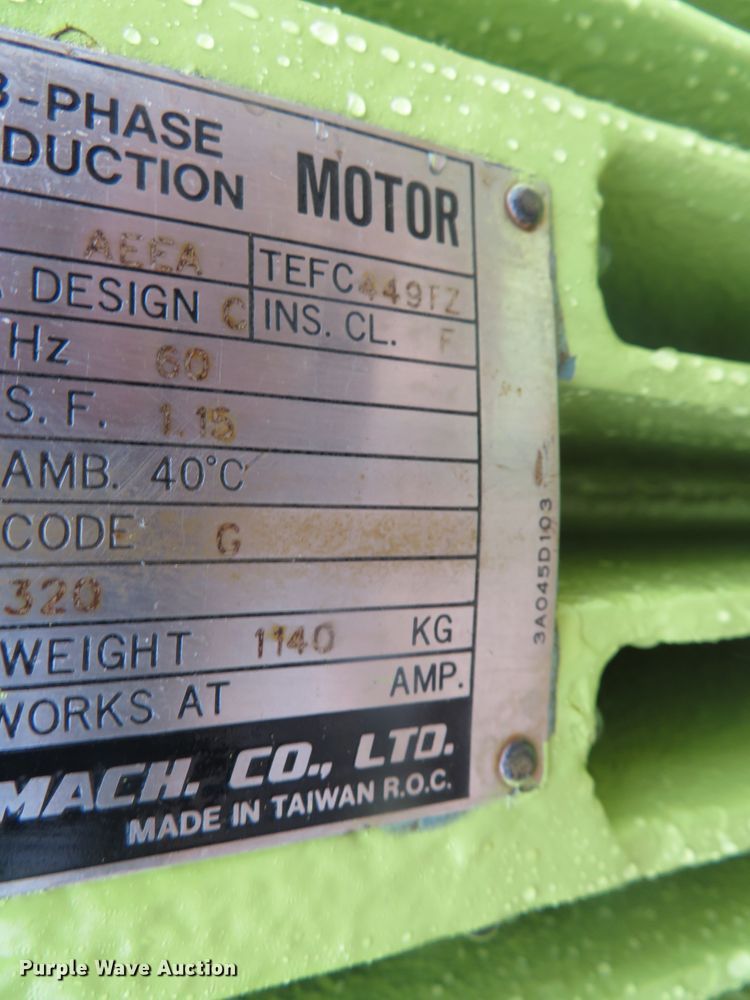 3-PHASE
DUCTION MOTOR
AEEA TEFC 449TZ
DESIGN C INS. CL. F
Hz 60
S. F. 1.15
AMB. 40°C
CODE G
320
WEIGHT 1140 KG
WORKS AT AMP.
MACH. CO., LTD.
MADE IN TAIWAN R.O.C.
3A045D103
Purple Wave Auction